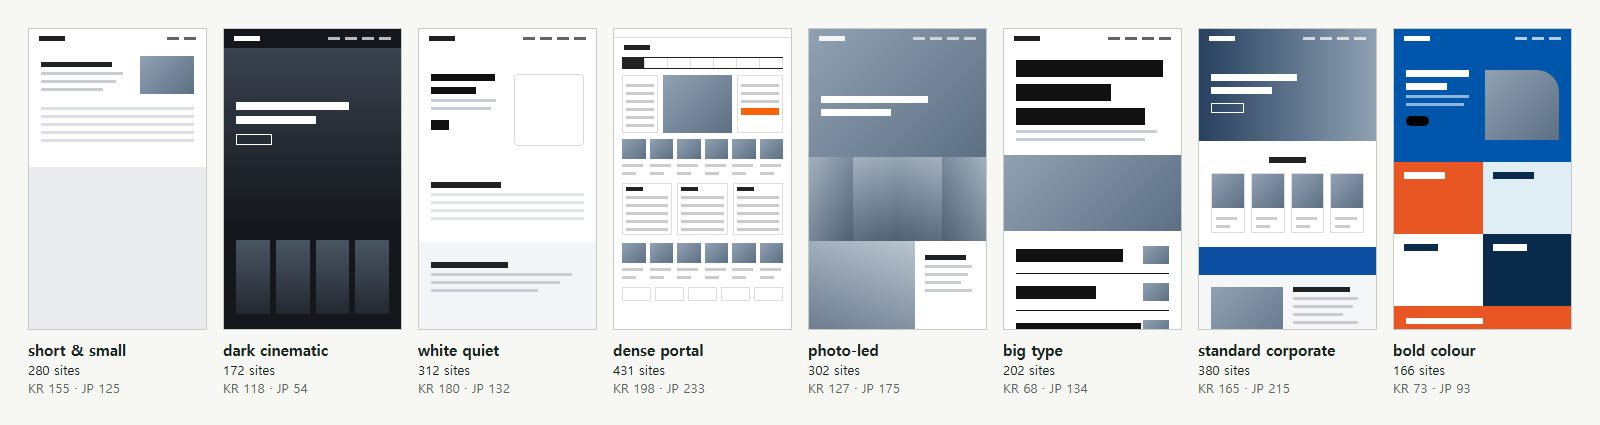 short & small
280 sites
KR 155 · JP 125
dark cinematic
172 sites
KR 118 · JP 54
white quiet
312 sites
KR 180 · JP 132
dense portal
431 sites
KR 198 · JP 233
photo-led
302 sites
KR 127 · JP 175
big type
202 sites
KR 68 · JP 134
standard corporate
380 sites
KR 165 · JP 215
bold colour
166 sites
KR 73 · JP 93